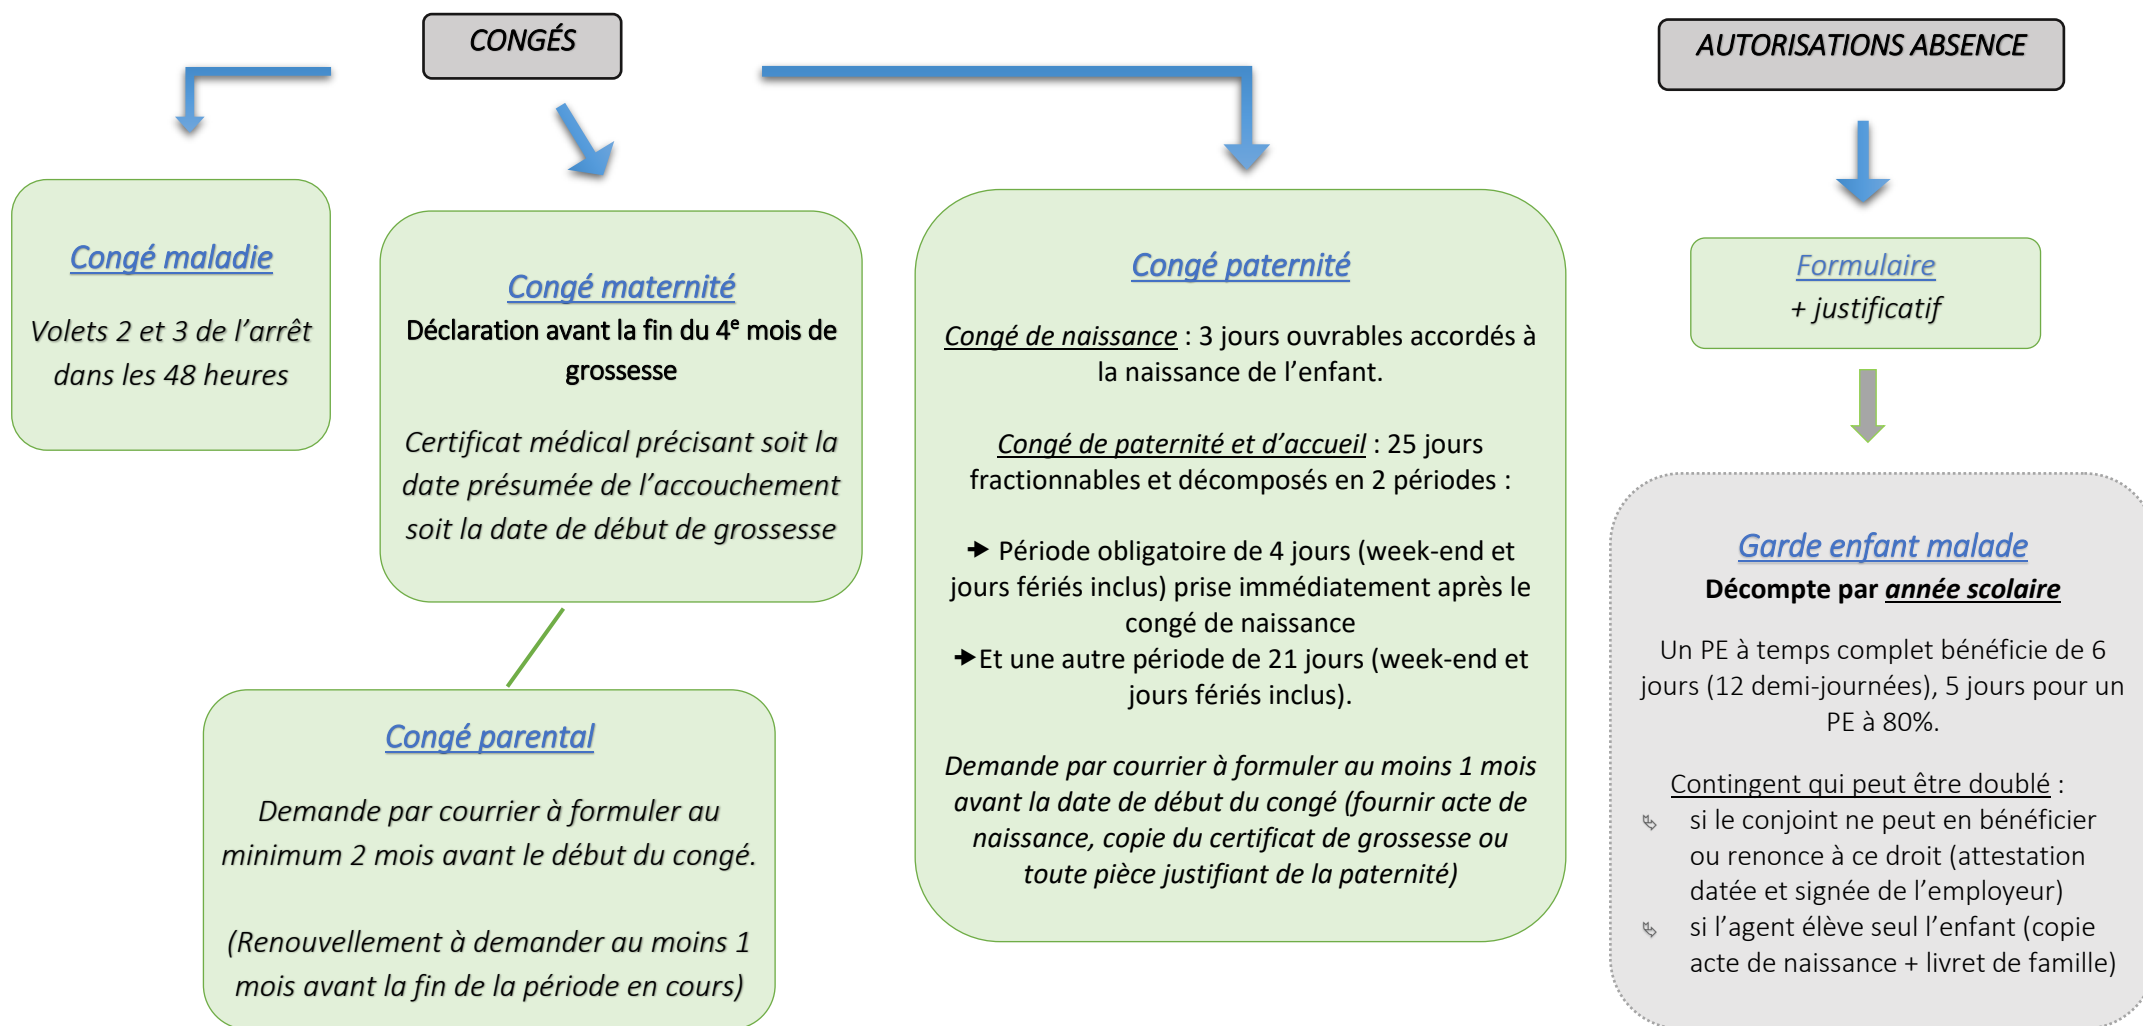 CONGÉS
AUTORISATIONS ABSENCE
Congé maladie
Volets 2 et 3 de l’arrêt
dans les 48 heures
Congé maternité
Déclaration avant la fin du 4e mois de
grossesse
Certificat médical précisant soit la
date présumée de l’accouchement
soit la date de début de grossesse
Congé parental
Demande par courrier à formuler au
minimum 2 mois avant le début du congé.
(Renouvellement à demander au moins 1
mois avant la fin de la période en cours)
Congé paternité
Congé de naissance : 3 jours ouvrables accordés à
la naissance de l’enfant.
Congé de paternité et d’accueil : 25 jours
fractionnables et décomposés en 2 périodes :
➔ Période obligatoire de 4 jours (week-end et
jours fériés inclus) prise immédiatement après le
congé de naissance
➔Et une autre période de 21 jours (week-end et
jours fériés inclus).
Demande par courrier à formuler au moins 1 mois
avant la date de début du congé (fournir acte de
naissance, copie du certificat de grossesse ou
toute pièce justifiant de la paternité)
Formulaire
+ justificatif
Garde enfant malade
Décompte par année scolaire
Un PE à temps complet bénéficie de 6
jours (12 demi-journées), 5 jours pour un
PE à 80%.
Contingent qui peut être doublé :
si le conjoint ne peut en bénéficier
ou renonce à ce droit (attestation
datée et signée de l’employeur)
si l’agent élève seul l’enfant (copie
acte de naissance + livret de famille)